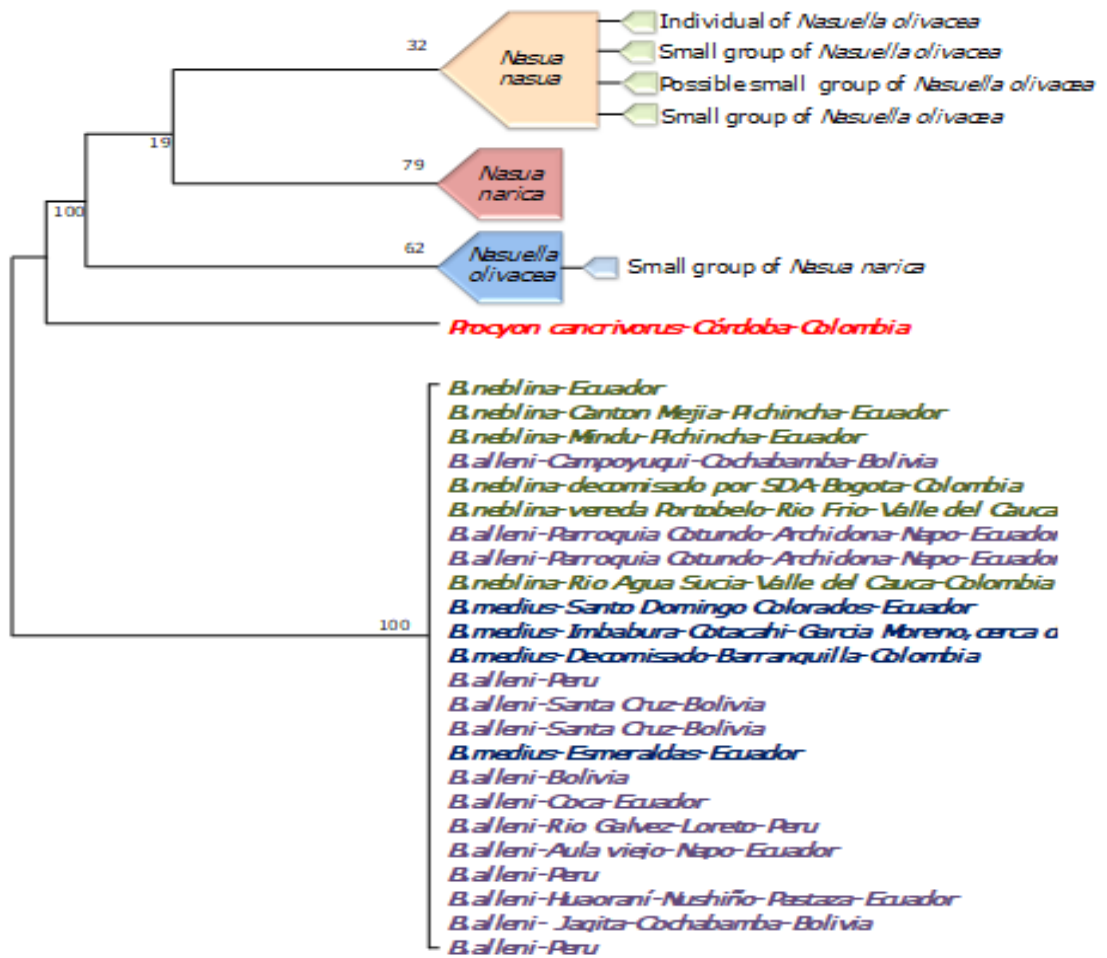 32
Nasua
nasua
Individual of Nasuella olivacea
Small group of Nasuella olivacea
Possible small group of Nasuella olivacea
Small group of Nasuella olivacea
19
79
Nasua
narica
100
62
Nasuella
olivacea
Small group of Nasua narica
Procyon cancrivorus-Córdoba-Colombia
B.neblina-Ecuador
B.neblina-Canton Mejia-Pichincha-Ecuador
B.neblina-Mindu-Pichincha-Ecuador
B.alleni-Campoyuqui-Cochabamba-Bolivia
B.neblina-decomisado por SDA-Bogota-Colombia
B.neblina-vereda Portobelo-Rio Frio-Valle del Cauca
B.alleni-Parroquia Cotundo-Archidona-Napo-Ecuador
B.alleni-Parroquia Cotundo-Archidona-Napo-Ecuador
B.neblina-Rio Agua Sucia-Valle del Cauca-Colombia
B.medius-Santo Domingo Colorados-Ecuador
B.medius-Imbabura-Cotacahi-Garcia Moreno, cerca d
B.medius-Decomisado-Barranquilla-Colombia
B.alleni-Peru
B.alleni-Santa Cruz-Bolivia
B.alleni-Santa Cruz-Bolivia
B.medius-Esmeraldas-Ecuador
100
B.alleni-Bolivia
B.alleni-Coca-Ecuador
B.alleni-Rio Galvez-Loreto-Peru
B.alleni-Aula viejo-Napo-Ecuador
B.alleni-Peru
B.alleni-Huaoraní-Nushiño-Pastaza-Ecuador
B.alleni- Jagita-Cochabamba-Bolivia
B.alleni-Peru